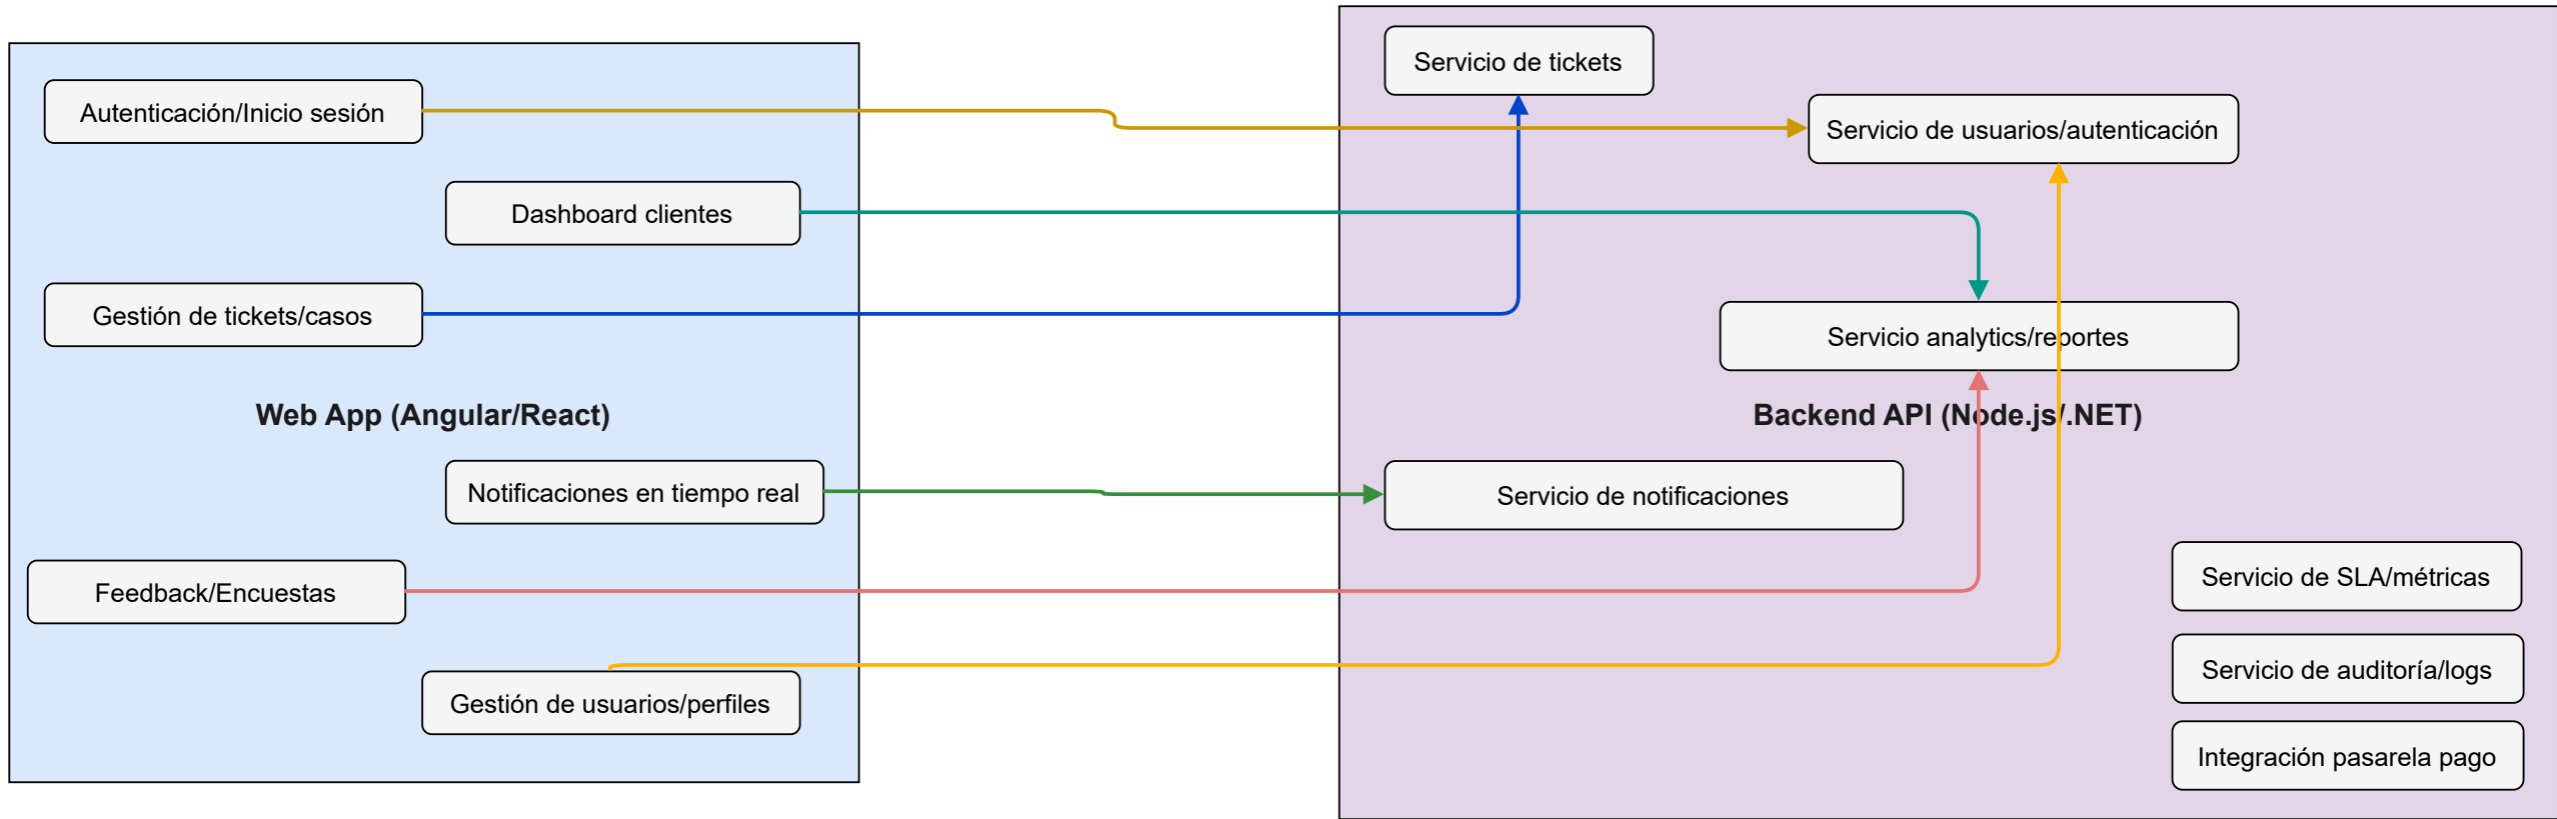 Autenticación/Inicio sesión
Dashboard clientes
Gestión de tickets/casos
Web App (Angular/React)
Notificaciones en tiempo real
Feedback/Encuestas
Gestión de usuarios/perfiles
Servicio de tickets
Servicio de usuarios/autenticación
Servicio analytics/reportes
Backend API (Node.js/.NET)
Servicio de notificaciones
Servicio de SLA/métricas
Servicio de auditoría/logs
Integración pasarela pago